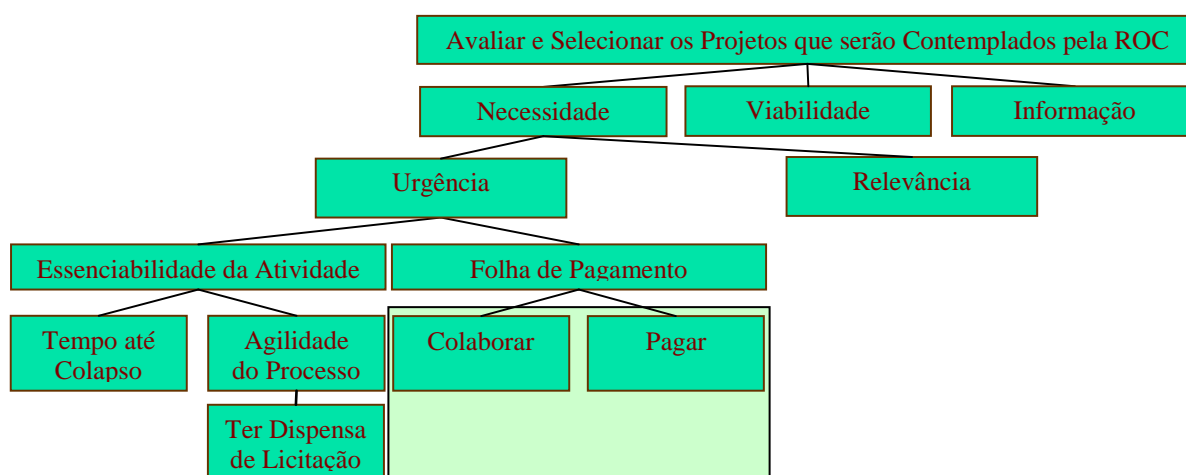 Avaliar e Selecionar os Projetos que serão Contemplados pela ROC
Necessidade
Viabilidade
Informação
Urgência
Relevância
Essenciabilidade da Atividade
Folha de Pagamento
Tempo até
Colapso
Agilidade
do Processo
Colaborar
Pagar
Ter Dispensa
de Licitação